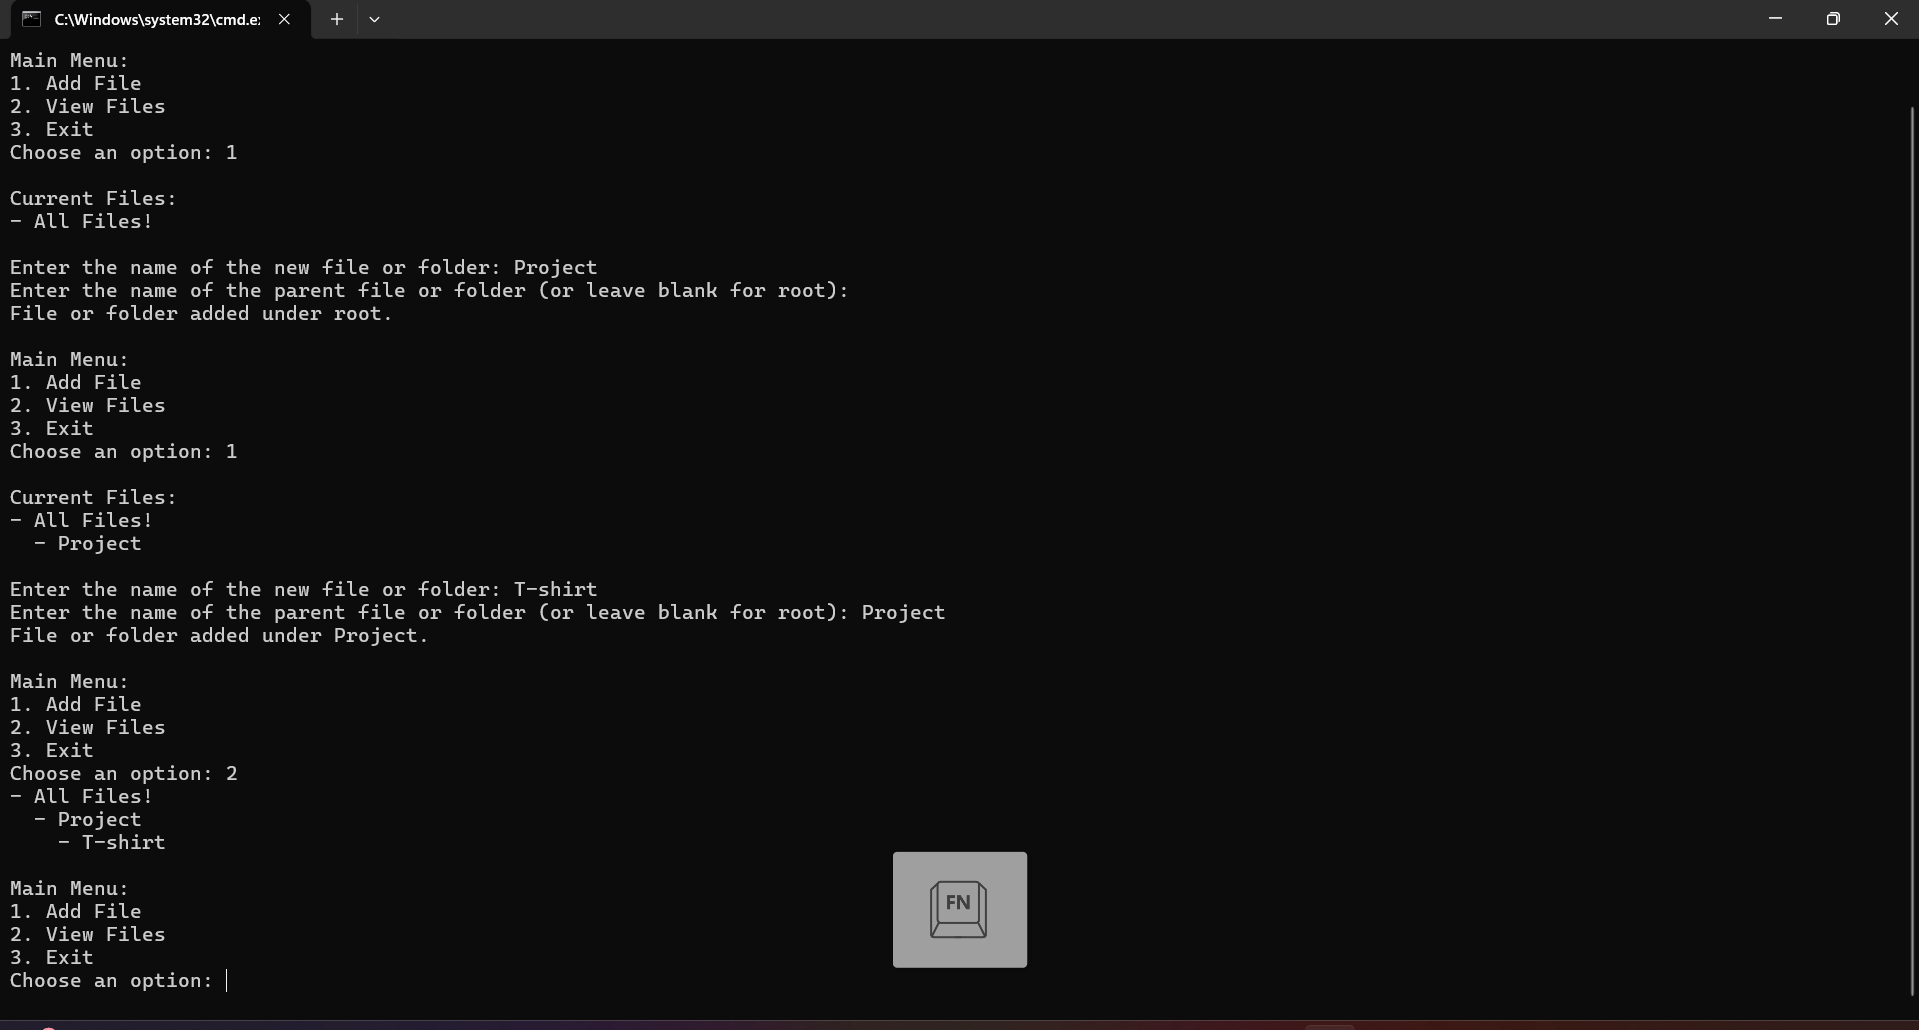 C:\Windows\system32\cmd.e
Main Menu:
1. Add File
2. View Files
3. Exit
Choose an option: 1
Current Files:
- All Files!
Enter the name of the new file or folder: Project
Enter the name of the parent file or folder (or leave blank for root):
File or folder added under root.
Main Menu:
1. Add File
2. View Files
3. Exit
Choose an option: 1
Current Files:
- All Files!
- Project
Enter the name of the new file or folder: T-shirt
Enter the name of the parent file or folder (or leave blank for root): Project
File or folder added under Project.
Main Menu:
1. Add File
2. View Files
3. Exit
Choose an option: 2
- All Files!
- Project
- T-shirt
Main Menu:
1. Add File
2. View Files
3. Exit
Choose an option:
FN